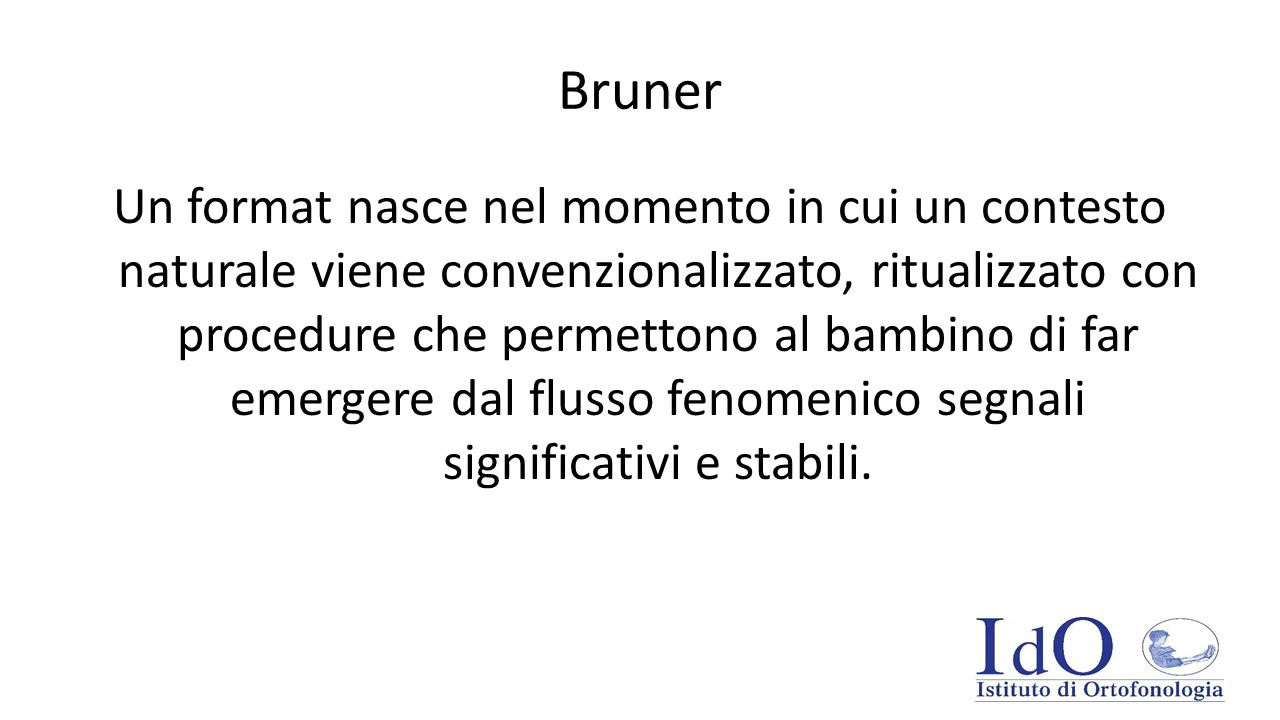 Bruner
Un format nasce nel momento in cui un contesto
naturale viene convenzionalizzato, ritualizzato con
procedure che permettono al bambino di far
emergere dal flusso fenomenico segnali
significativi e stabili.
IdO
Istituto di Ortofonologia